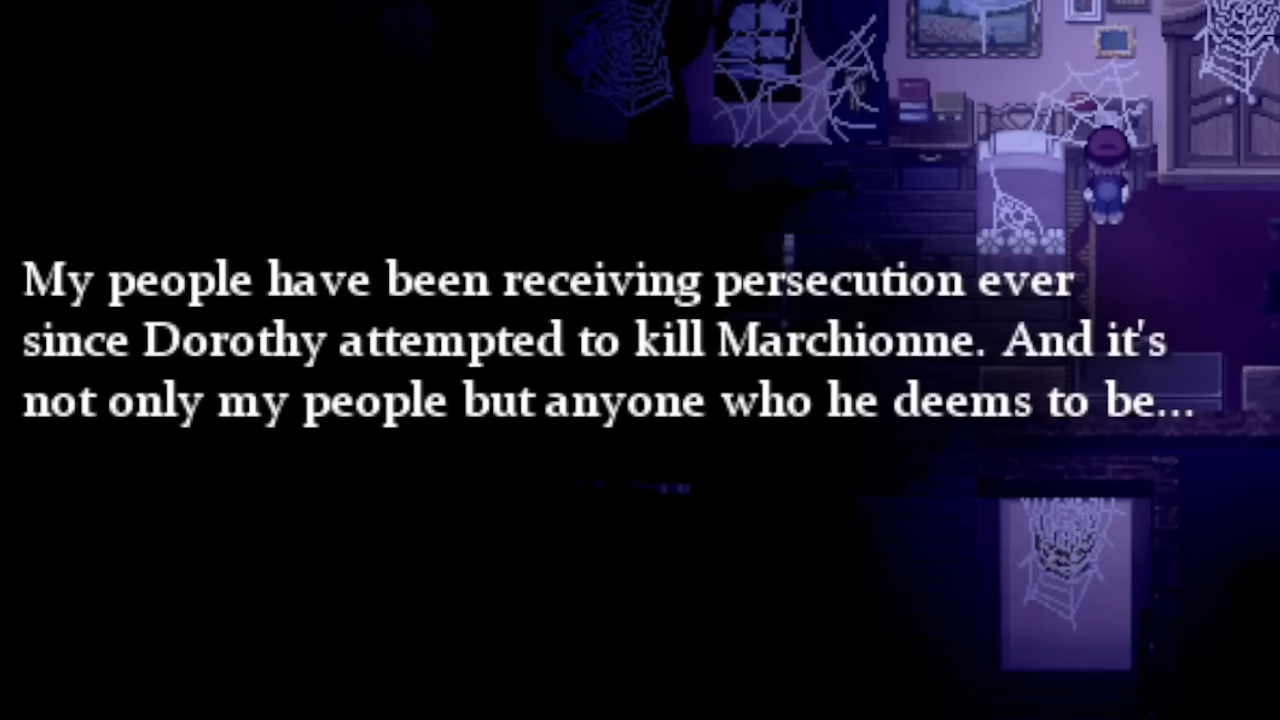 My people have been receiving persecution ever
since Dorothy attempted to kill Marchionne. And it's
not only my people but anyone who he deems to be...